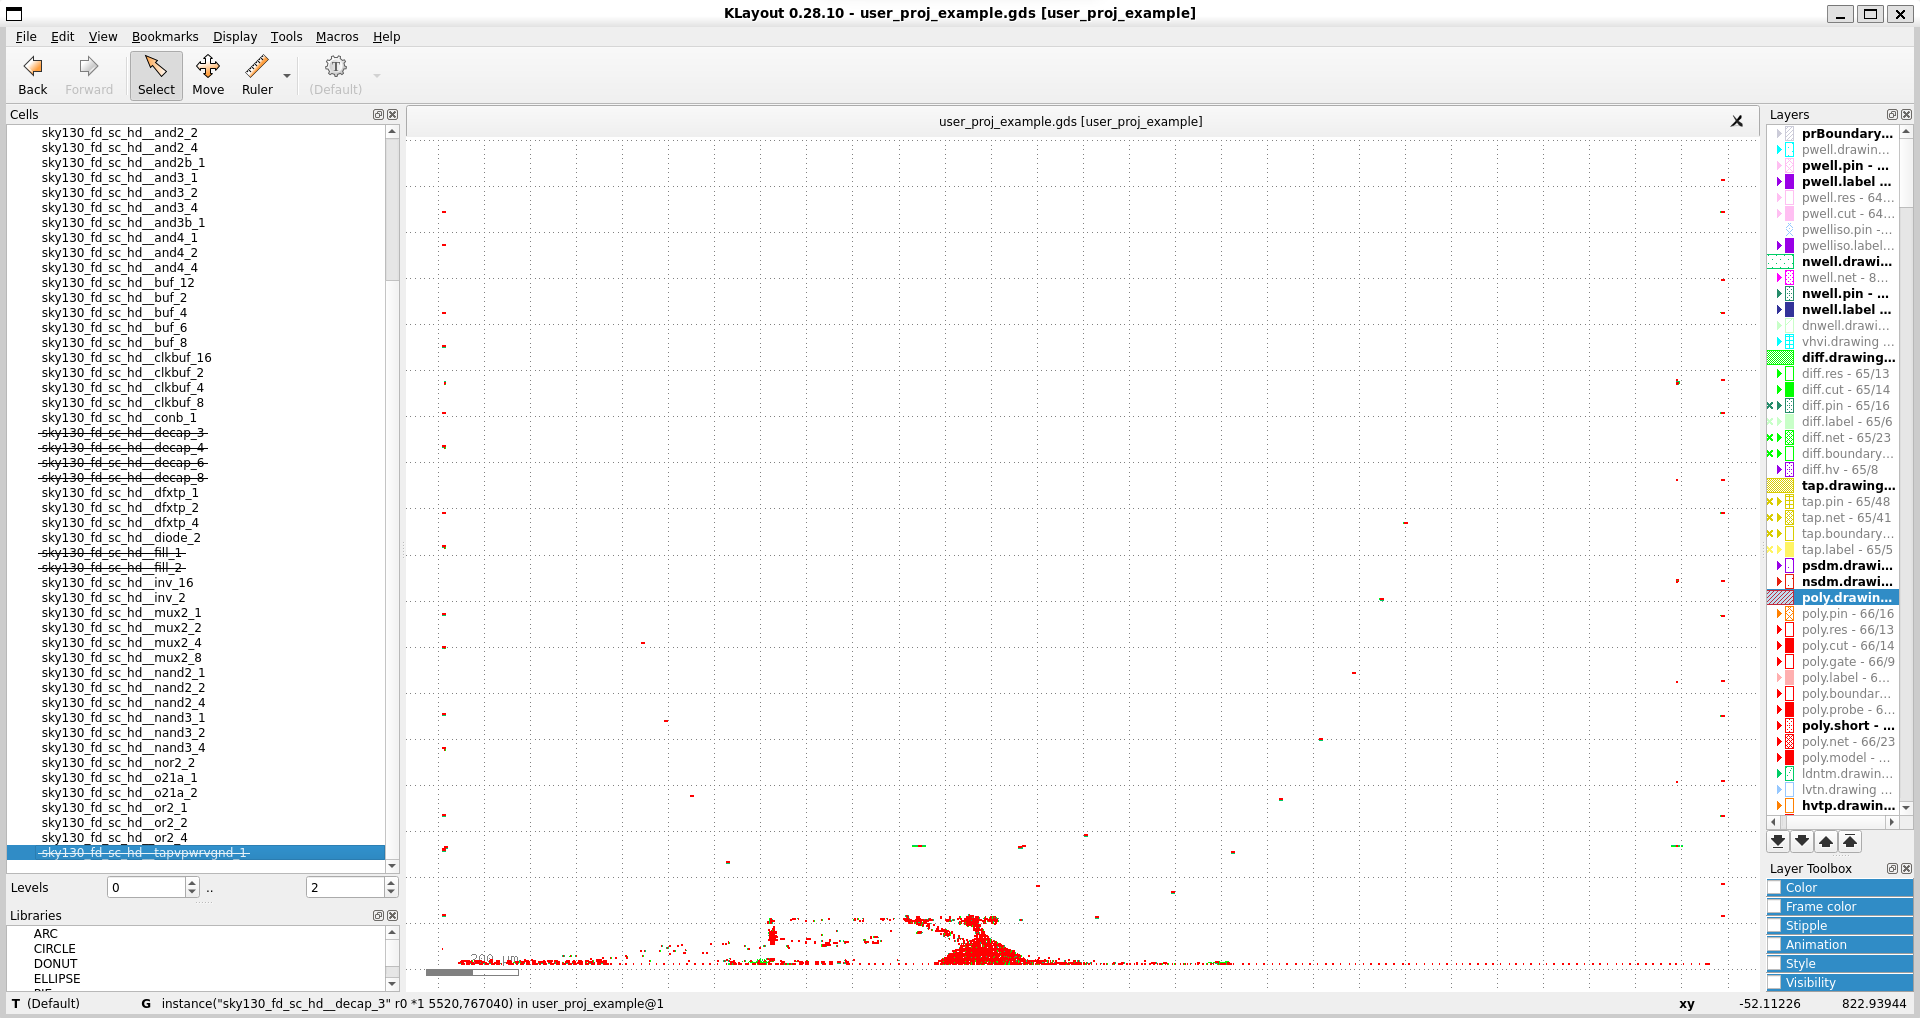 KLayout 0.28.10 - user_proj_example.gds [user_proj_example]
File Edit View Bookmarks Display Tools Macros Help
Back Forward Select Move Ruler (Default)
Cells
sky130_fd_sc_hd__and2_2
sky130_fd_sc_hd__and2_4
sky130_fd_sc_hd__and2b_1
sky130_fd_sc_hd__and3_1
sky130_fd_sc_hd__and3_2
sky130_fd_sc_hd__and3_4
sky130_fd_sc_hd__and3b_1
sky130_fd_sc_hd__and4_1
sky130_fd_sc_hd__and4_2
sky130_fd_sc_hd__and4_4
sky130_fd_sc_hd__buf_12
sky130_fd_sc_hd__buf_2
sky130_fd_sc_hd__buf_4
sky130_fd_sc_hd__buf_6
sky130_fd_sc_hd__buf_8
sky130_fd_sc_hd__clkbuf_16
sky130_fd_sc_hd__clkbuf_2
sky130_fd_sc_hd__clkbuf_4
sky130_fd_sc_hd__clkbuf_8
sky130_fd_sc_hd__conb_1
sky130_fd_sc_hd__decap_3
sky130_fd_sc_hd__decap_4
sky130_fd_sc_hd__decap_6
sky130_fd_sc_hd__decap_8
sky130_fd_sc_hd__dfxtp_1
sky130_fd_sc_hd__dfxtp_2
sky130_fd_sc_hd__dfxtp_4
sky130_fd_sc_hd__diode_2
sky130_fd_sc_hd__fill_1
sky130_fd_sc_hd__fill_2
sky130_fd_sc_hd__inv_16
sky130_fd_sc_hd__inv_2
sky130_fd_sc_hd__mux2_1
sky130_fd_sc_hd__mux2_2
sky130_fd_sc_hd__mux2_4
sky130_fd_sc_hd__mux2_8
sky130_fd_sc_hd__nand2_1
sky130_fd_sc_hd__nand2_2
sky130_fd_sc_hd__nand2_4
sky130_fd_sc_hd__nand3_1
sky130_fd_sc_hd__nand3_2
sky130_fd_sc_hd__nand3_4
sky130_fd_sc_hd__nor2_2
sky130_fd_sc_hd__o21a_1
sky130_fd_sc_hd__o21a_2
sky130_fd_sc_hd__or2_1
sky130_fd_sc_hd__or2_2
sky130_fd_sc_hd__or2_4
sky130_fd_sc_hd__tapvpwrvgnd_1
Levels 0 .. 2
Libraries
ARC
CIRCLE
DONUT
ELLIPSE
user_proj_example.gds [user_proj_example]
200 µm
Layers
prBoundary...
pwell.drawin...
pwell.pin - ...
pwell.label ...
pwell.res - 64...
pwell.cut - 64...
pwelliso.pin -...
pwelliso.label...
nwell.drawi...
nwell.net - 8...
nwell.pin - ...
nwell.label ...
dnwell.drawi...
vhvi.drawing ...
diff.drawing...
diff.res - 65/13
diff.cut - 65/14
diff.pin - 65/16
diff.label - 65/6
diff.net - 65/23
diff.boundary...
diff.hv - 65/8
tap.drawing...
tap.pin - 65/48
tap.net - 65/41
tap.boundary...
tap.label - 65/5
psdm.drawi...
nsdm.drawi...
poly.drawin...
poly.pin - 66/16
poly.res - 66/13
poly.cut - 66/14
poly.gate - 66/9
poly.label - 6...
poly.boundar...
poly.probe - 6...
poly.short - ...
poly.net - 66/23
poly.model - ...
ldntm.drawin...
lvtn.drawing ...
hvtp.drawin...
Layer Toolbox
Color
Frame color
Stipple
Animation
Style
Visibility
T (Default) G instance("sky130_fd_sc_hd__decap_3" r0 *1 5520,767040) in user_proj_example@1 xy -52.11226 822.93944